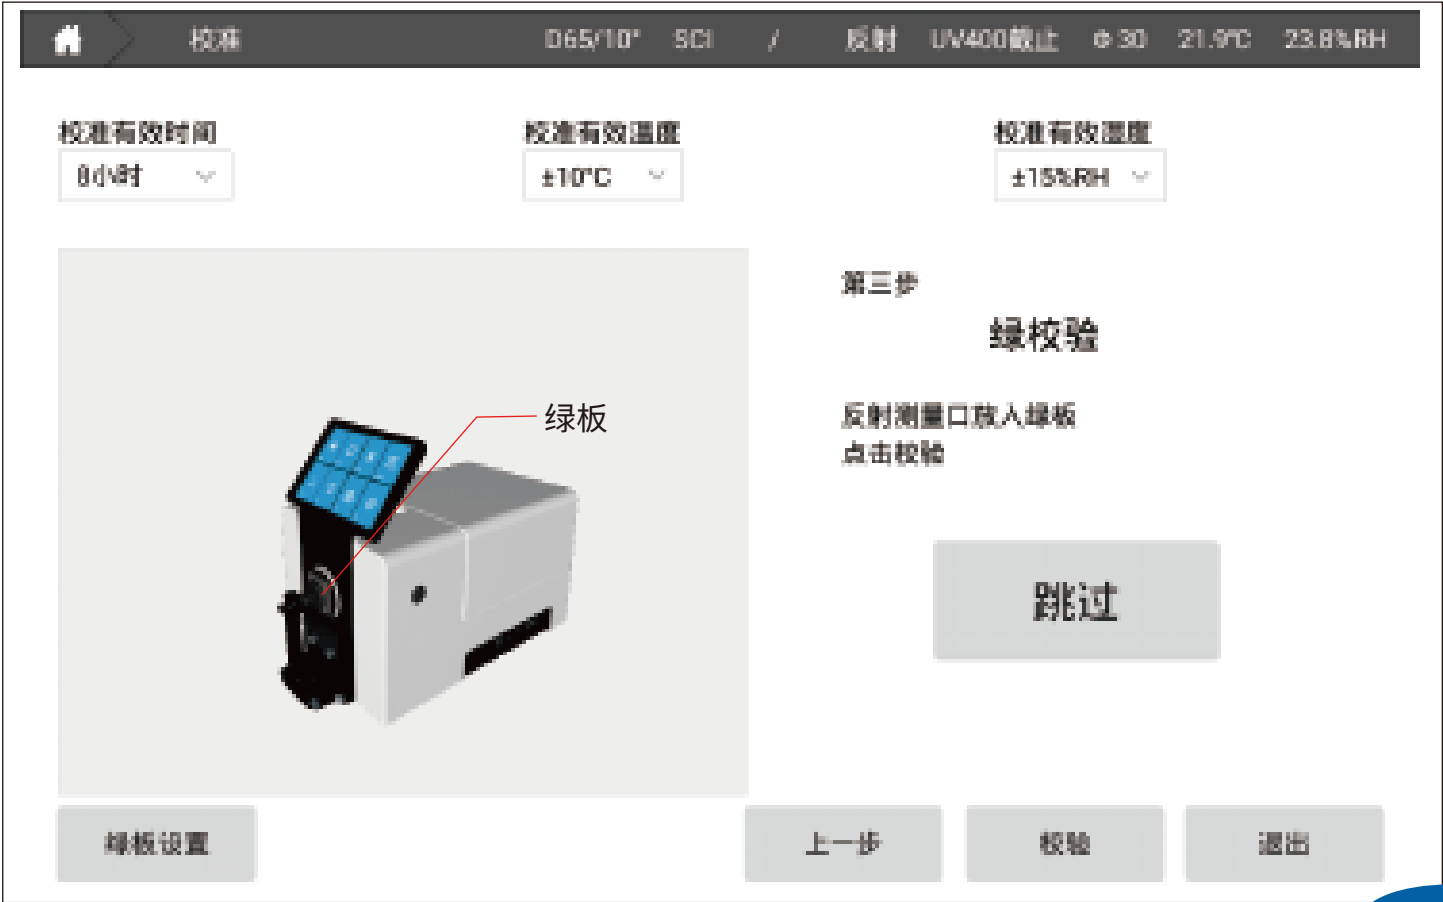 校准 D65/10° SCI / 反射 UV400截止 Φ30 21.9℃ 23.8%RH
校准有效时间 校准有效温度 校准有效湿度
8小时 ±10℃ ±15%RH
第三步
绿校验
反射测量口放入绿板
点击校验
绿板
跳过
绿板设置 上一步 校验 退出